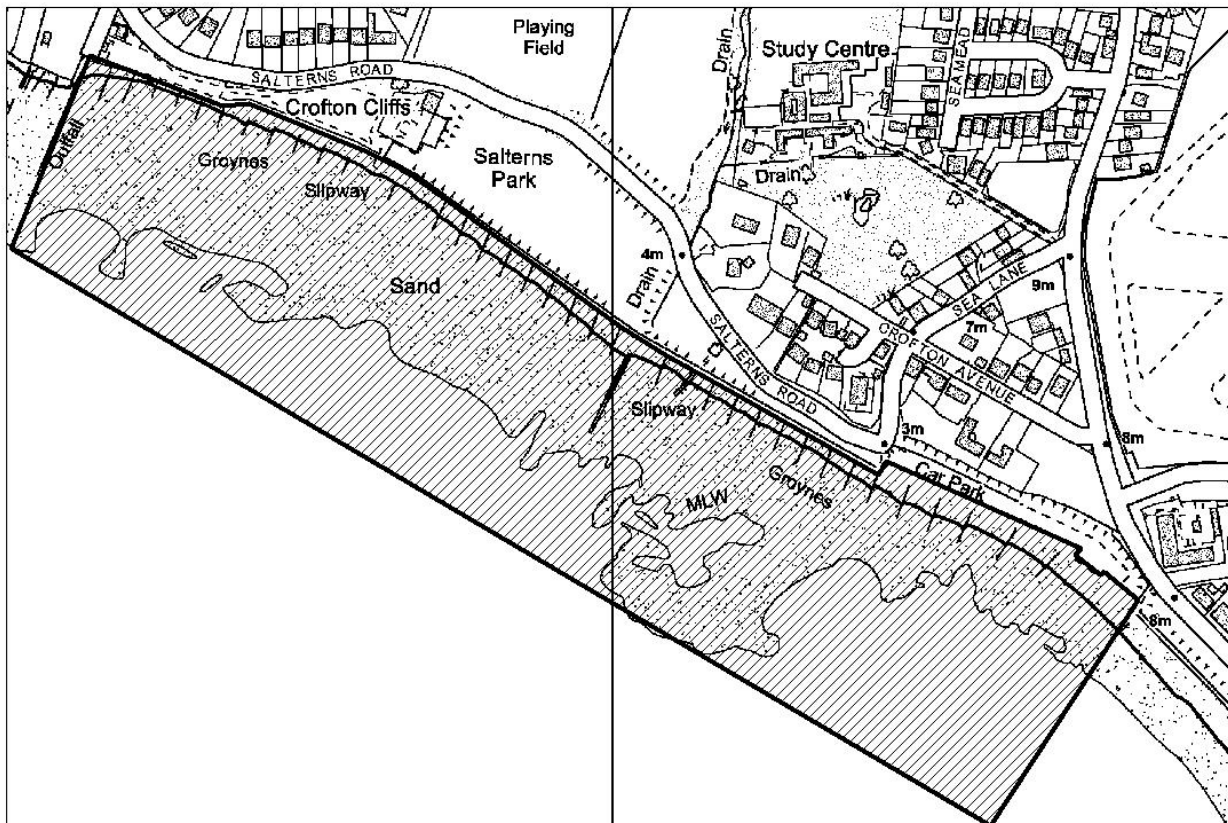 Playing
Field
Drain
Study Centre
SEAMEAD
SALTERNS ROAD
Crofton Cliffs
Outfall
Groynes
Slipway
Salterns
Park
Drain
Sand
4m
Drain
SALTERNS ROAD
SEA LANE
9m
7m
CROFTON AVENUE
Slipway
3m
8m
Groynes
Car Park
MLW
8m